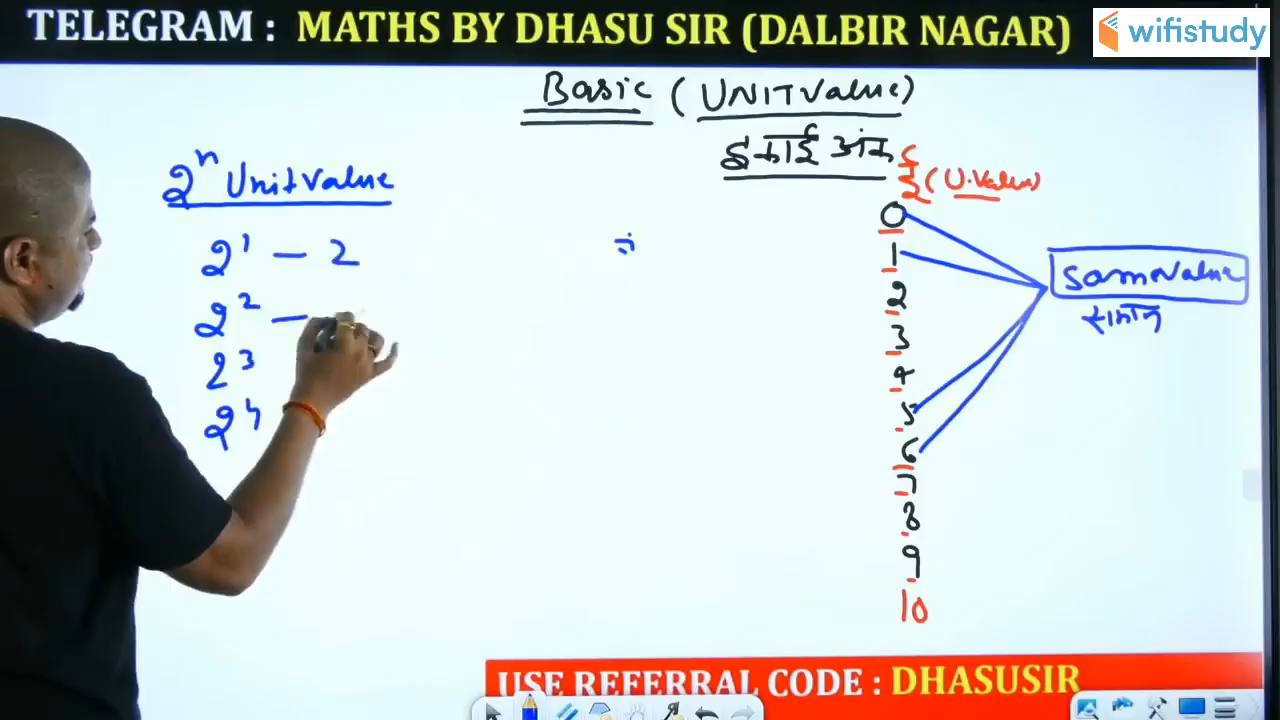 TELEGRAM : MATHS BY DHASU SIR (DALBIR NAGAR)
wifistudy
Basic (UNIT Value)
इकाई अंक
(U.Value)
2ⁿ Unit Value
2¹ — 2
2² —
2³
2⁴
0
1
2
3
4
5
6
7
8
9
10
Same Value
समान
USE REFERRAL CODE : DHASUSIR